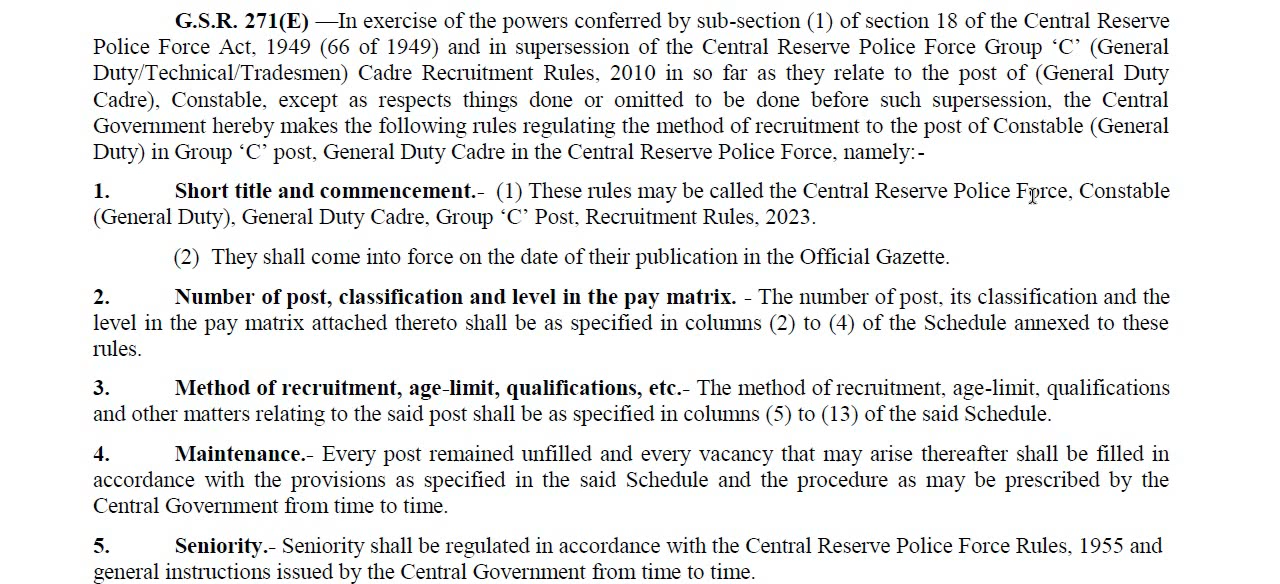 G.S.R. 271(E) —In exercise of the powers conferred by sub-section (1) of section 18 of the Central Reserve
Police Force Act, 1949 (66 of 1949) and in supersession of the Central Reserve Police Force Group ‘C’ (General
Duty/Technical/Tradesmen) Cadre Recruitment Rules, 2010 in so far as they relate to the post of (General Duty
Cadre), Constable, except as respects things done or omitted to be done before such supersession, the Central
Government hereby makes the following rules regulating the method of recruitment to the post of Constable (General
Duty) in Group ‘C’ post, General Duty Cadre in the Central Reserve Police Force, namely:-
1. Short title and commencement.- (1) These rules may be called the Central Reserve Police Force, Constable
(General Duty), General Duty Cadre, Group ‘C’ Post, Recruitment Rules, 2023.
(2) They shall come into force on the date of their publication in the Official Gazette.
2. Number of post, classification and level in the pay matrix. - The number of post, its classification and the
level in the pay matrix attached thereto shall be as specified in columns (2) to (4) of the Schedule annexed to these
rules.
3. Method of recruitment, age-limit, qualifications, etc.- The method of recruitment, age-limit, qualifications
and other matters relating to the said post shall be as specified in columns (5) to (13) of the said Schedule.
4. Maintenance.- Every post remained unfilled and every vacancy that may arise thereafter shall be filled in
accordance with the provisions as specified in the said Schedule and the procedure as may be prescribed by the
Central Government from time to time.
5. Seniority.- Seniority shall be regulated in accordance with the Central Reserve Police Force Rules, 1955 and
general instructions issued by the Central Government from time to time.